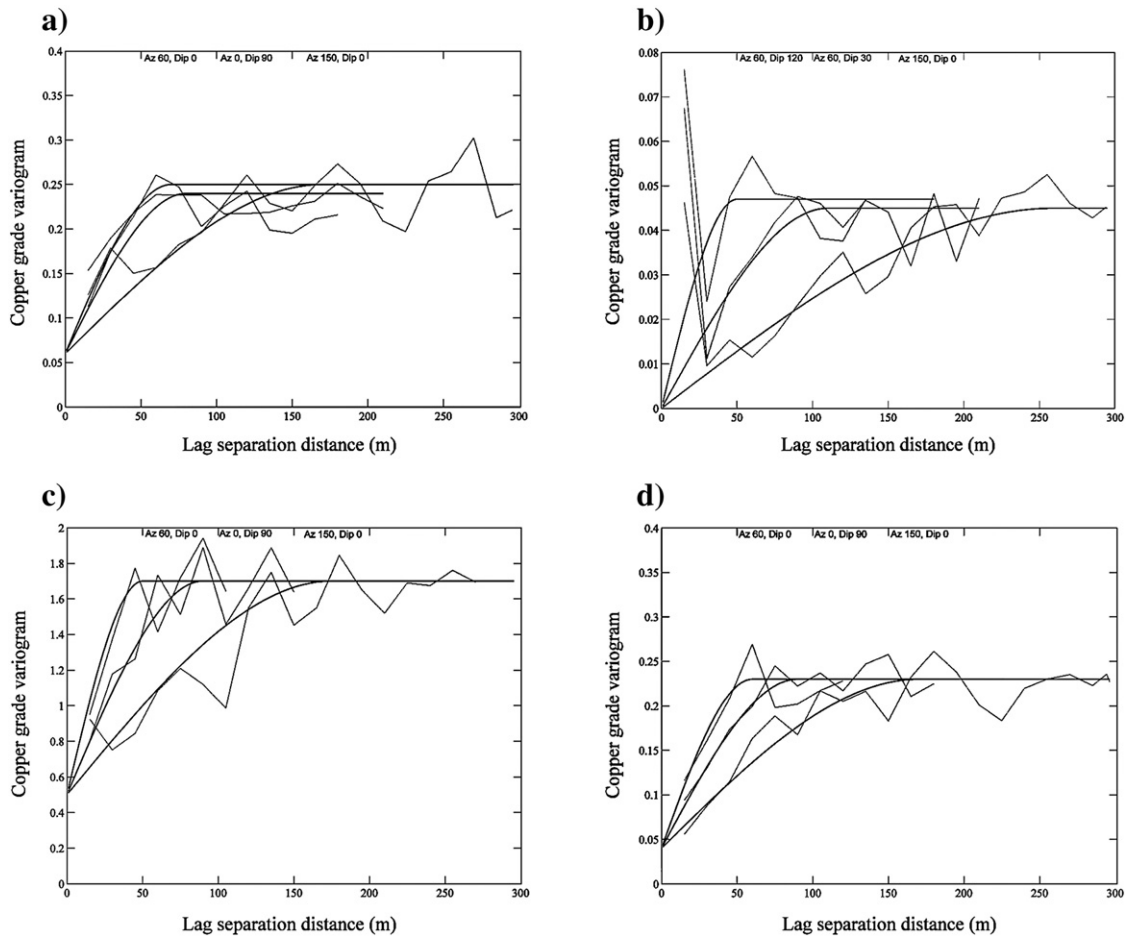 a)
Az 60, Dip 0 Az 0, Dip 90 Az 150, Dip 0
0.4
0.35
0.3
0.25
0.2
0.15
0.1
0.05
0
Copper grade variogram
0 50 100 150 200 250 300
Lag separation distance (m)
b)
Az 60, Dip 120 Az 60, Dip 30 Az 150, Dip 0
0.08
0.07
0.06
0.05
0.04
0.03
0.02
0.01
0
Copper grade variogram
0 50 100 150 200 250 300
Lag separation distance (m)
c)
Az 60, Dip 0 Az 0, Dip 90 Az 150, Dip 0
2
1.8
1.6
1.4
1.2
1
0.8
0.6
0.4
0.2
0
Copper grade variogram
0 50 100 150 200 250 300
Lag separation distance (m)
d)
Az 60, Dip 0 Az 0, Dip 90 Az 150, Dip 0
0.4
0.35
0.3
0.25
0.2
0.15
0.1
0.05
0
Copper grade variogram
0 50 100 150 200 250 300
Lag separation distance (m)